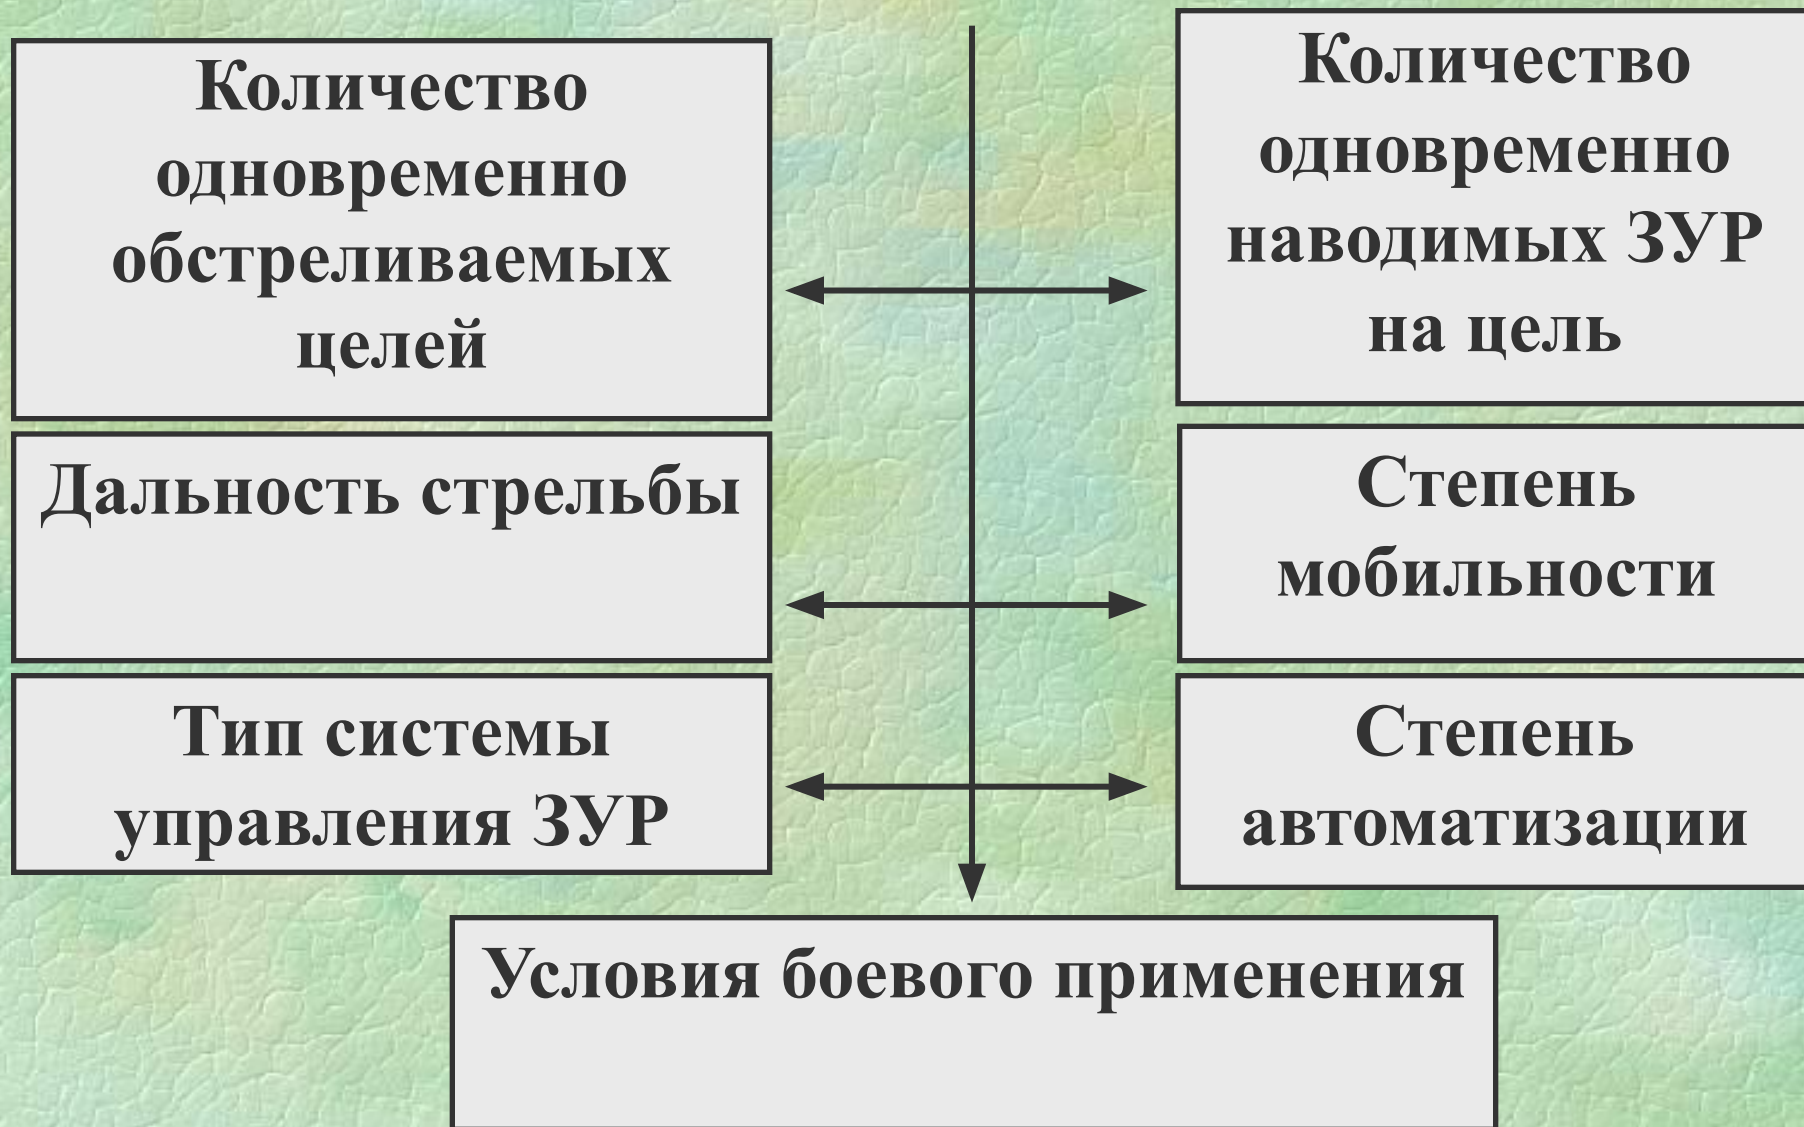 Количество
одновременно
обстреливаемых
целей
Количество
одновременно
наводимых ЗУР
на цель
Дальность стрельбы
Степень
мобильности
Тип системы
управления ЗУР
Степень
автоматизации
Условия боевого применения